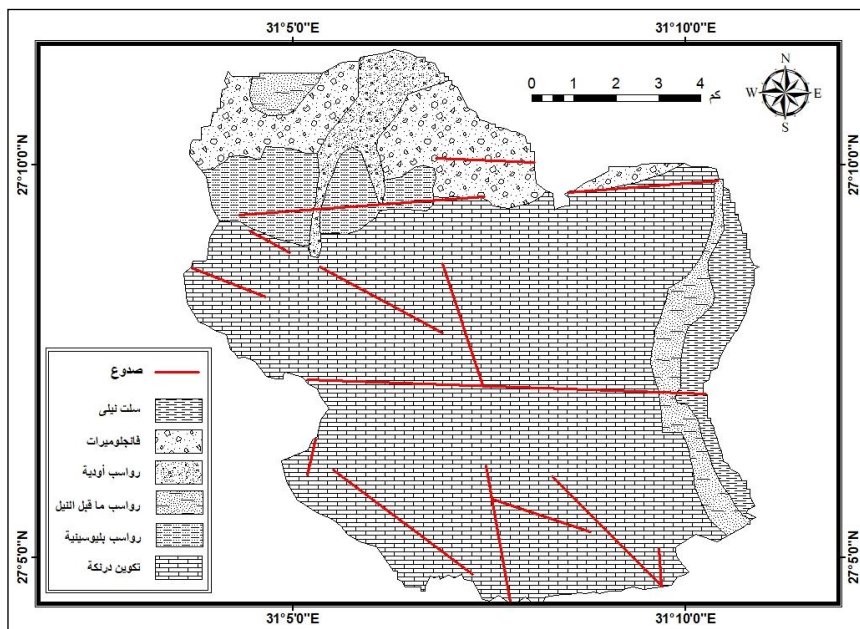 31°5'0"E 31°10'0"E
N
W E
S
0 1 2 3 4 كم
27°10'0"N 27°10'0"N
صدوع
سلت نيلى
فانجلوميرات
رواسب أودية
رواسب ما قبل النيل
رواسب بليوسينية
تكوين درنكة
27°5'0"N 27°5'0"N
31°5'0"E 31°10'0"E